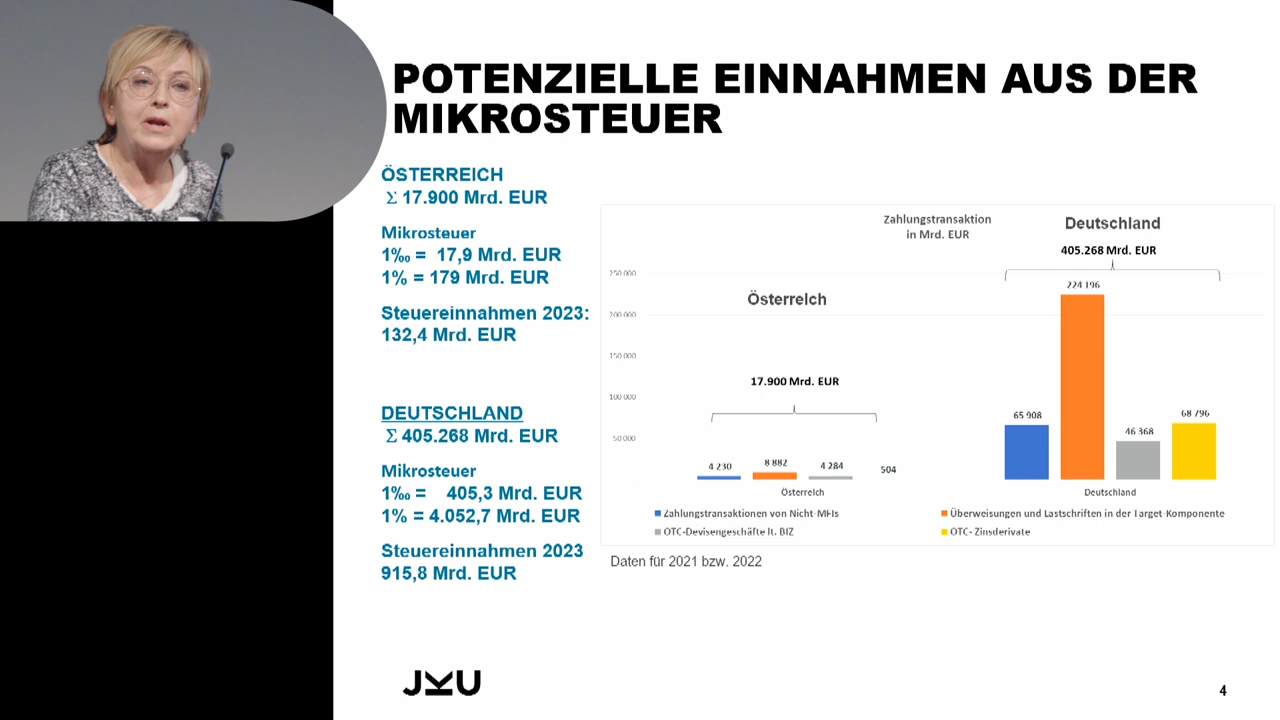 POTENZIELLE EINNAHMEN AUS DER
MIKROSTEUER
ÖSTERREICH
Σ 17.900 Mrd. EUR
Mikrosteuer
1‰ = 17,9 Mrd. EUR
1% = 179 Mrd. EUR
Steuereinnahmen 2023:
132,4 Mrd. EUR
DEUTSCHLAND
Σ 405.268 Mrd. EUR
Mikrosteuer
1‰ = 405,3 Mrd. EUR
1% = 4.052,7 Mrd. EUR
Steuereinnahmen 2023
915,8 Mrd. EUR
Zahlungstransaktion
in Mrd. EUR
Deutschland
405.268 Mrd. EUR
250 000
224 196
Österreich
200 000
150 000
17.900 Mrd. EUR
100 000
65 908
68 796
46 368
50 000
4 230
8 882
4 284
504
Österreich
Deutschland
Zahlungstransaktionen von Nicht-MFIs
Überweisungen und Lastschriften in der Target-Komponente
OTC-Devisengeschäfte lt. BIZ
OTC- Zinsderivate
Daten für 2021 bzw. 2022
JKU
4